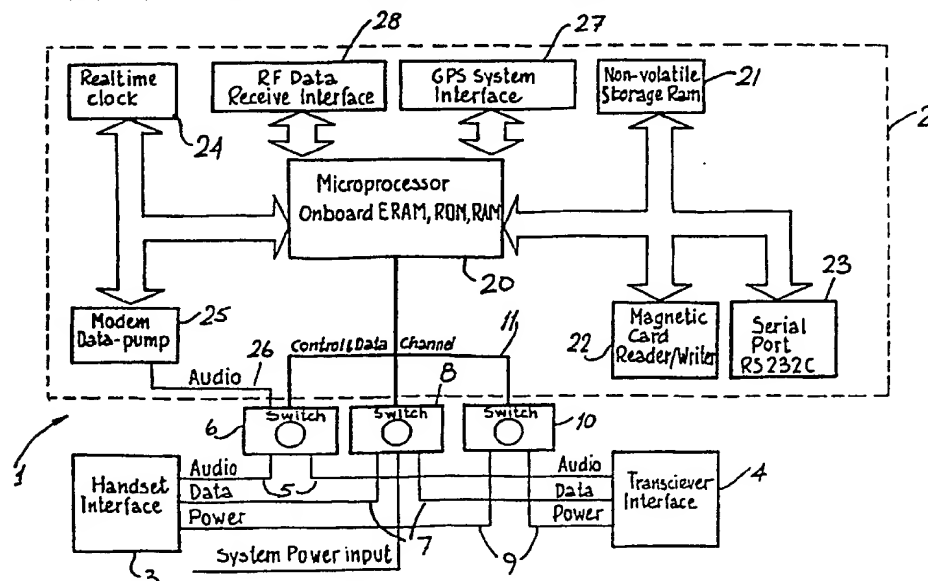 28
27
Realtime
clock
24
RF Data
Receive Interface
GPS System
Interface
Non-volatile
Storage Ram
21
2
Microprocessor
Onboard ERAM, ROM, RAM
20
23
Modem
Data-pump
25
Magnetic
Card
Reader/Writer
22
Serial
Port
RS232C
Audio
26
Control & Data Channel
11
Switch
6
Switch
8
Switch
10
1
Handset
Interface
3
Audio
5
Data
Power
7
System Power input
9
Audio
Data
Power
Transciever
Interface
4